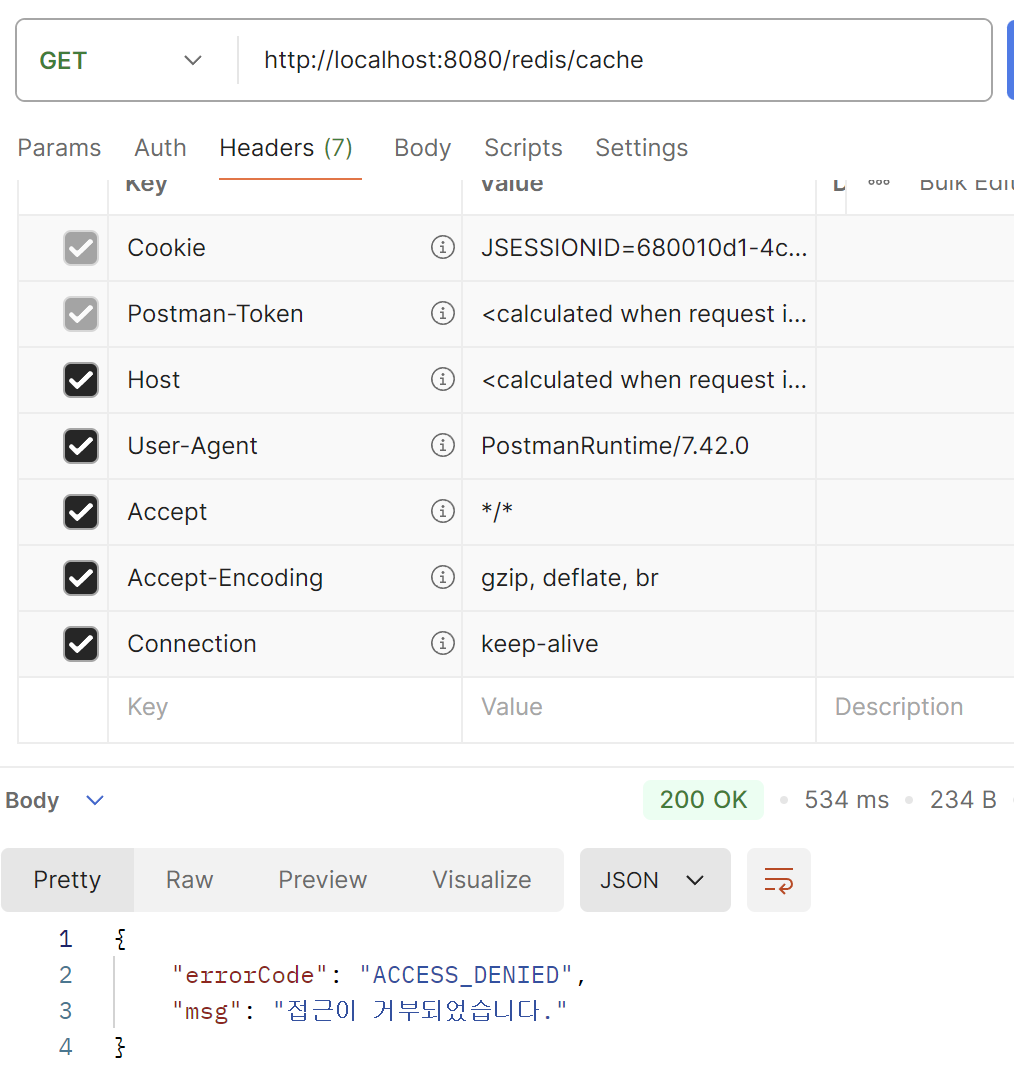 GET http://localhost:8080/redis/cache
Params Auth Headers (7) Body Scripts Settings
Key Value ooo Bulk Edit
Cookie JSESSIONID=680010d1-4c...
Postman-Token <calculated when request i...
Host <calculated when request i...
User-Agent PostmanRuntime/7.42.0
Accept */*
Accept-Encoding gzip, deflate, br
Connection keep-alive
Key Value Description
Body 200 OK • 534 ms • 234 B
Pretty Raw Preview Visualize JSON
1 {
2 "errorCode": "ACCESS_DENIED",
3 "msg": "접근이 거부되었습니다."
4 }